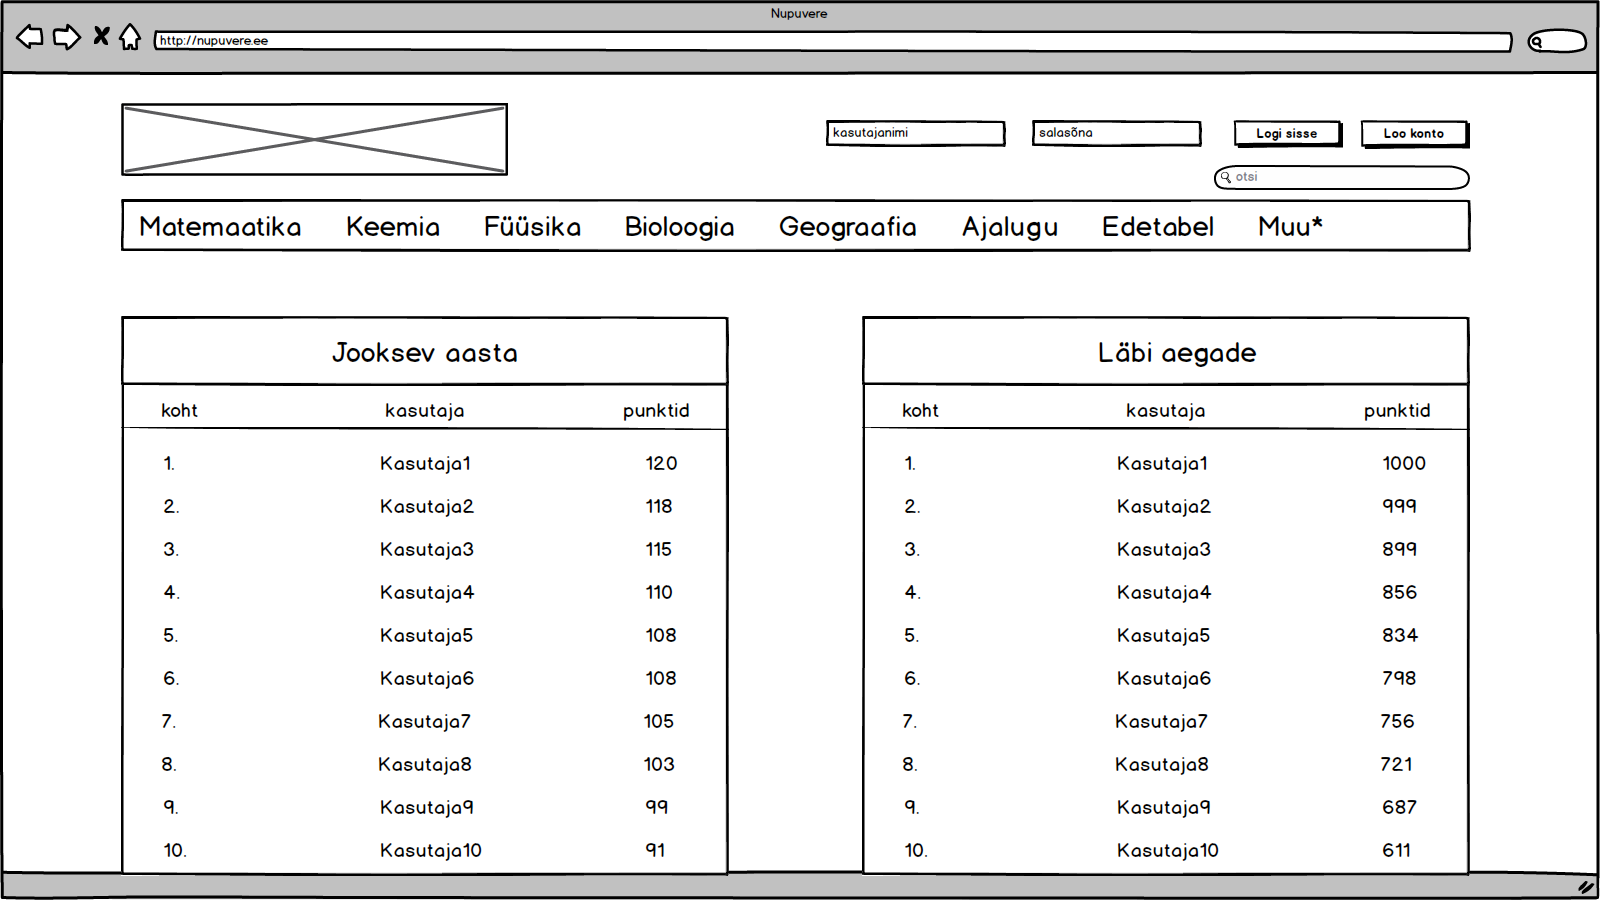 Nupuvere
http://nupuvere.ee
kasutajanimi salasõna Logi sisse Loo konto
otsi
Matemaatika Keemia Füüsika Bioloogia Geograafia Ajalugu Edetabel Muu*
Jooksev aasta
koht kasutaja punktid
1. Kasutaja1 120
2. Kasutaja2 118
3. Kasutaja3 115
4. Kasutaja4 110
5. Kasutaja5 108
6. Kasutaja6 108
7. Kasutaja7 105
8. Kasutaja8 103
9. Kasutaja9 99
10. Kasutaja10 91
Läbi aegade
koht kasutaja punktid
1. Kasutaja1 1000
2. Kasutaja2 999
3. Kasutaja3 899
4. Kasutaja4 856
5. Kasutaja5 834
6. Kasutaja6 798
7. Kasutaja7 756
8. Kasutaja8 721
9. Kasutaja9 687
10. Kasutaja10 611